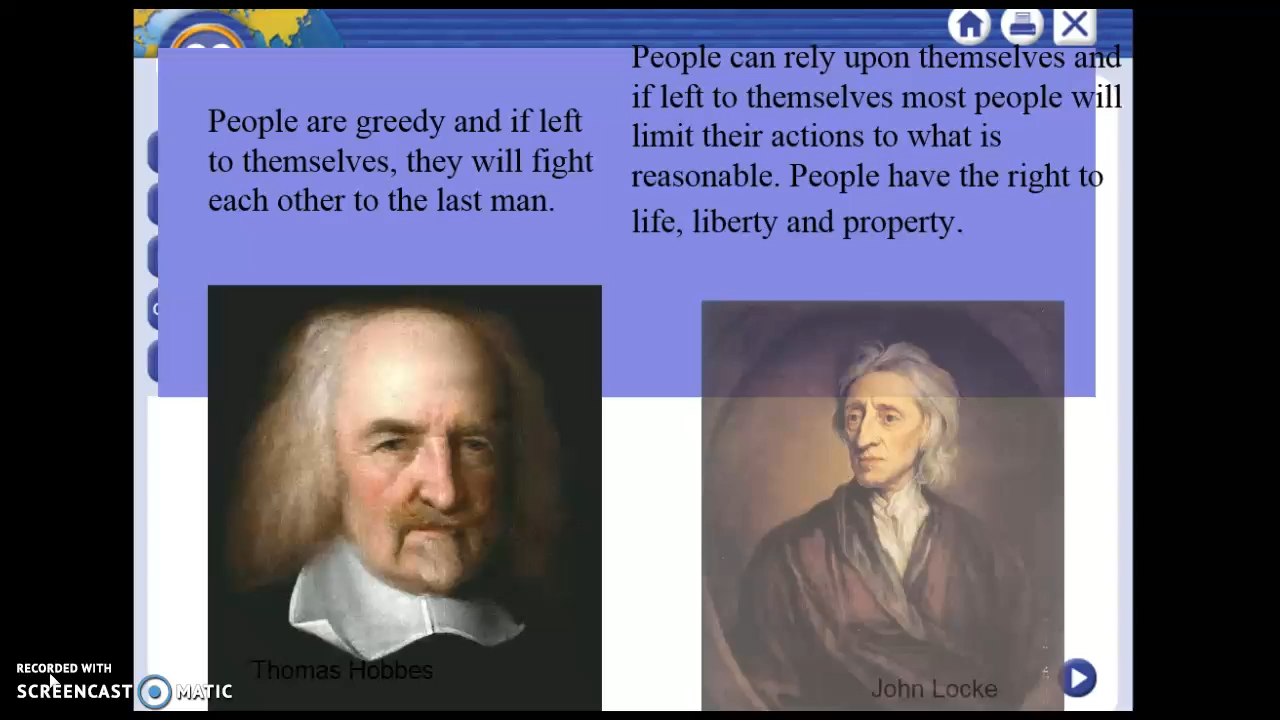 People are greedy and if left
to themselves, they will fight
each other to the last man.
People can rely upon themselves and
if left to themselves most people will
limit their actions to what is
reasonable. People have the right to
life, liberty and property.
Thomas Hobbes
John Locke
RECORDED WITH
SCREENCAST MATIC